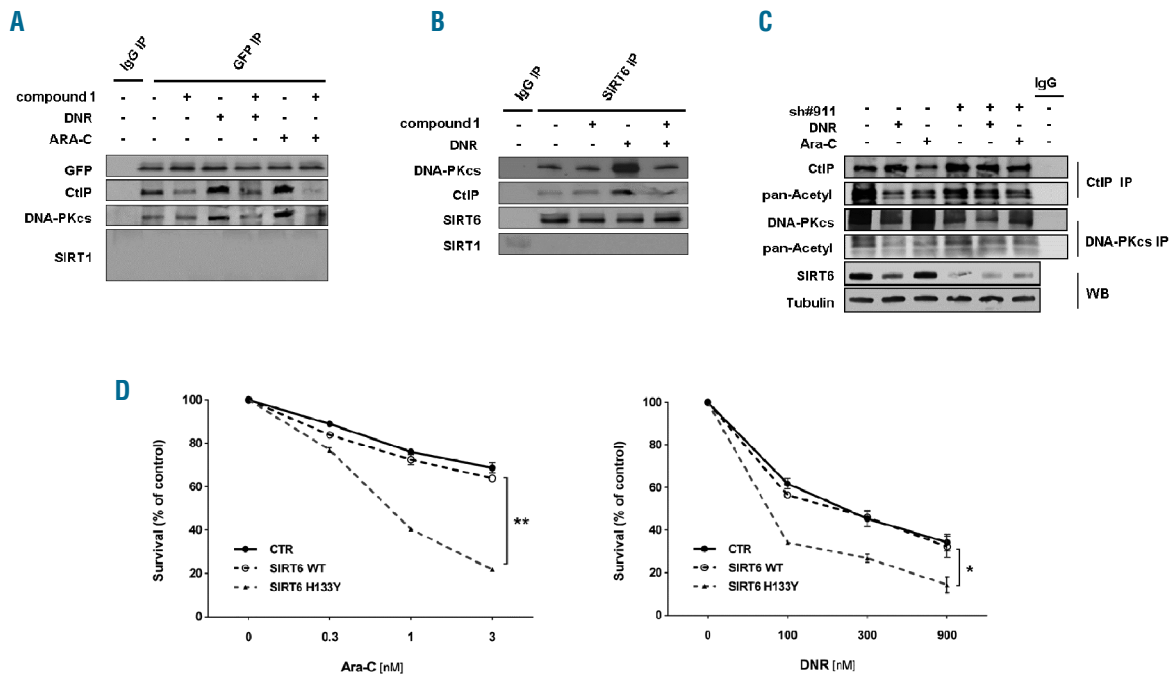 A
IgG IP
GFP IP
compound 1 - - + - + - +
DNR - - - + + - -
ARA-C - - - - - + +
GFP
CtIP
DNA-PKcs
SIRT1
B
IgG IP
SIRT6 IP
compound 1 - - + - +
DNR - - - + +
DNA-PKcs
CtIP
SIRT6
SIRT1
C
IgG
sh#911 - - - + + + -
DNR - + - - + - -
Ara-C - - + - - + -
CtIP
pan-Acetyl
CtIP IP
DNA-PKcs
pan-Acetyl
DNA-PKcs IP
SIRT6
Tubulin
WB
D
Survival (% of control)
100
80
60
40
20
0
**
CTR
SIRT6 WT
SIRT6 H133Y
0 0.3 1 3
Ara-C [nM]
Survival (% of control)
100
80
60
40
20
0
*
CTR
SIRT6 WT
SIRT6 H133Y
0 100 300 900
DNR [nM]